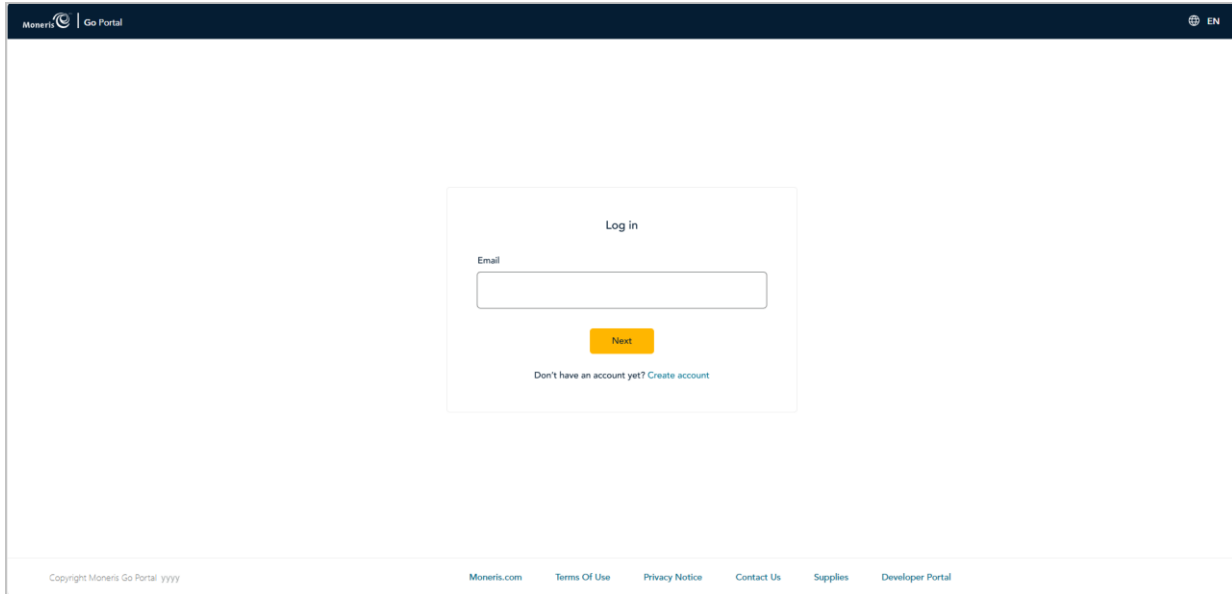 Moneris Go Portal EN
Log in
Email
Next
Don't have an account yet? Create account
Copyright Moneris Go Portal yyyy Moneris.com Terms Of Use Privacy Notice Contact Us Supplies Developer Portal